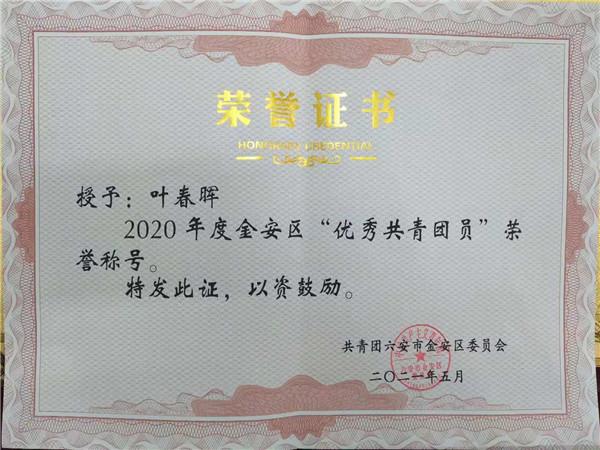 荣誉证书
HONORARY CREDENTIAL
授予：叶春晖
2020年度金安区“优秀共青团员”荣
誉称号。
特发此证，以资鼓励。
共青团六安市金安区委员会
二〇二一年五月